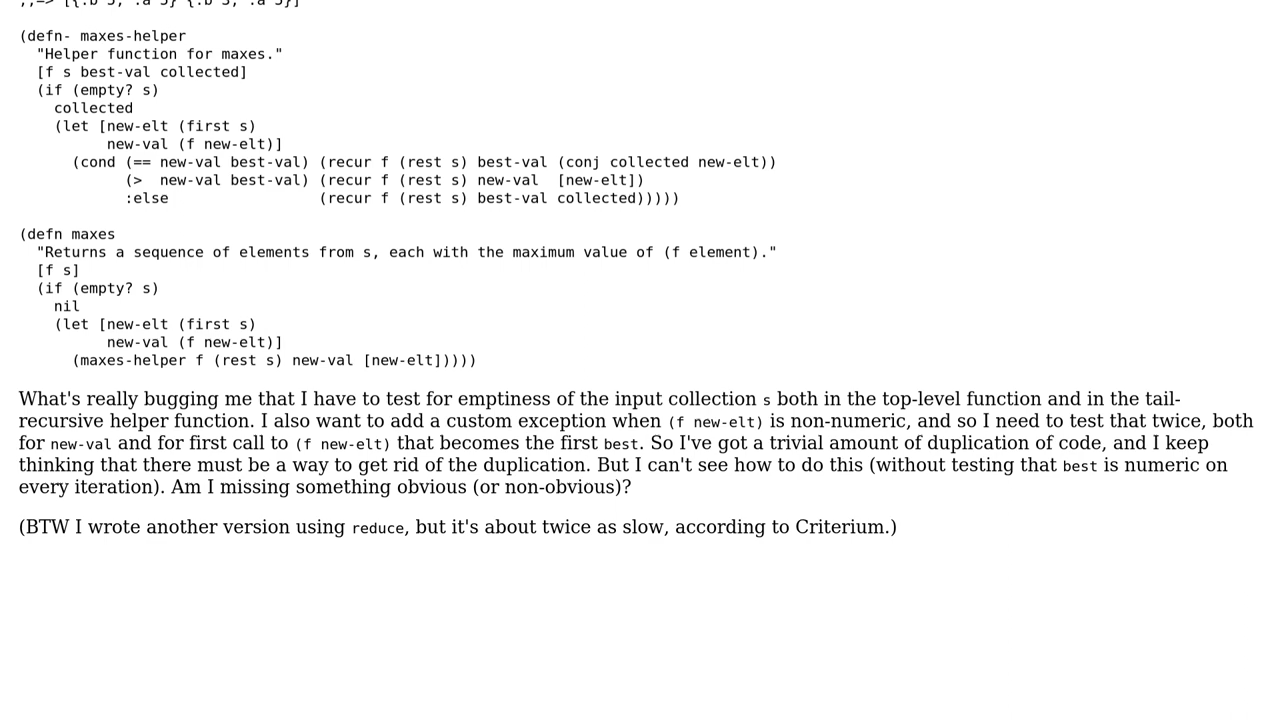 (defn- maxes-helper
  "Helper function for maxes."
  [f s best-val collected]
  (if (empty? s)
    collected
    (let [new-elt (first s)
          new-val (f new-elt)]
      (cond (== new-val best-val) (recur f (rest s) best-val (conj collected new-elt))
            (>  new-val best-val) (recur f (rest s) new-val  [new-elt])
            :else                 (recur f (rest s) best-val collected)))))
(defn maxes
  "Returns a sequence of elements from s, each with the maximum value of (f element)."
  [f s]
  (if (empty? s)
    nil
    (let [new-elt (first s)
          new-val (f new-elt)]
      (maxes-helper f (rest s) new-val [new-elt]))))
What's really bugging me that I have to test for emptiness of the input collection s both in the top-level function and in the tail-
recursive helper function. I also want to add a custom exception when (f new-elt) is non-numeric, and so I need to test that twice, both
for new-val and for first call to (f new-elt) that becomes the first best. So I've got a trivial amount of duplication of code, and I keep
thinking that there must be a way to get rid of the duplication. But I can't see how to do this (without testing that best is numeric on
every iteration). Am I missing something obvious (or non-obvious)?
(BTW I wrote another version using reduce, but it's about twice as slow, according to Criterium.)